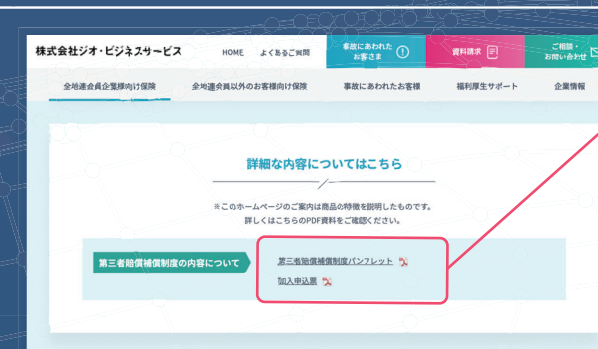 株式会社ジオ・ビジネスサービス
HOME よくあるご質問
事故にあわれた
お客さま
資料請求
ご相談・
お問い合わせ
全地連会員企業様向け保険 全地連会員以外のお客様向け保険 事故にあわれたお客様 福利厚生サポート 企業情報
詳細な内容についてはこちら
※このホームページのご案内は商品の特徴を説明したものです。
詳しくはこちらのPDF資料をご確認ください。
第三者賠償補償制度の内容について
第三者賠償補償制度パンフレット
加入申込票